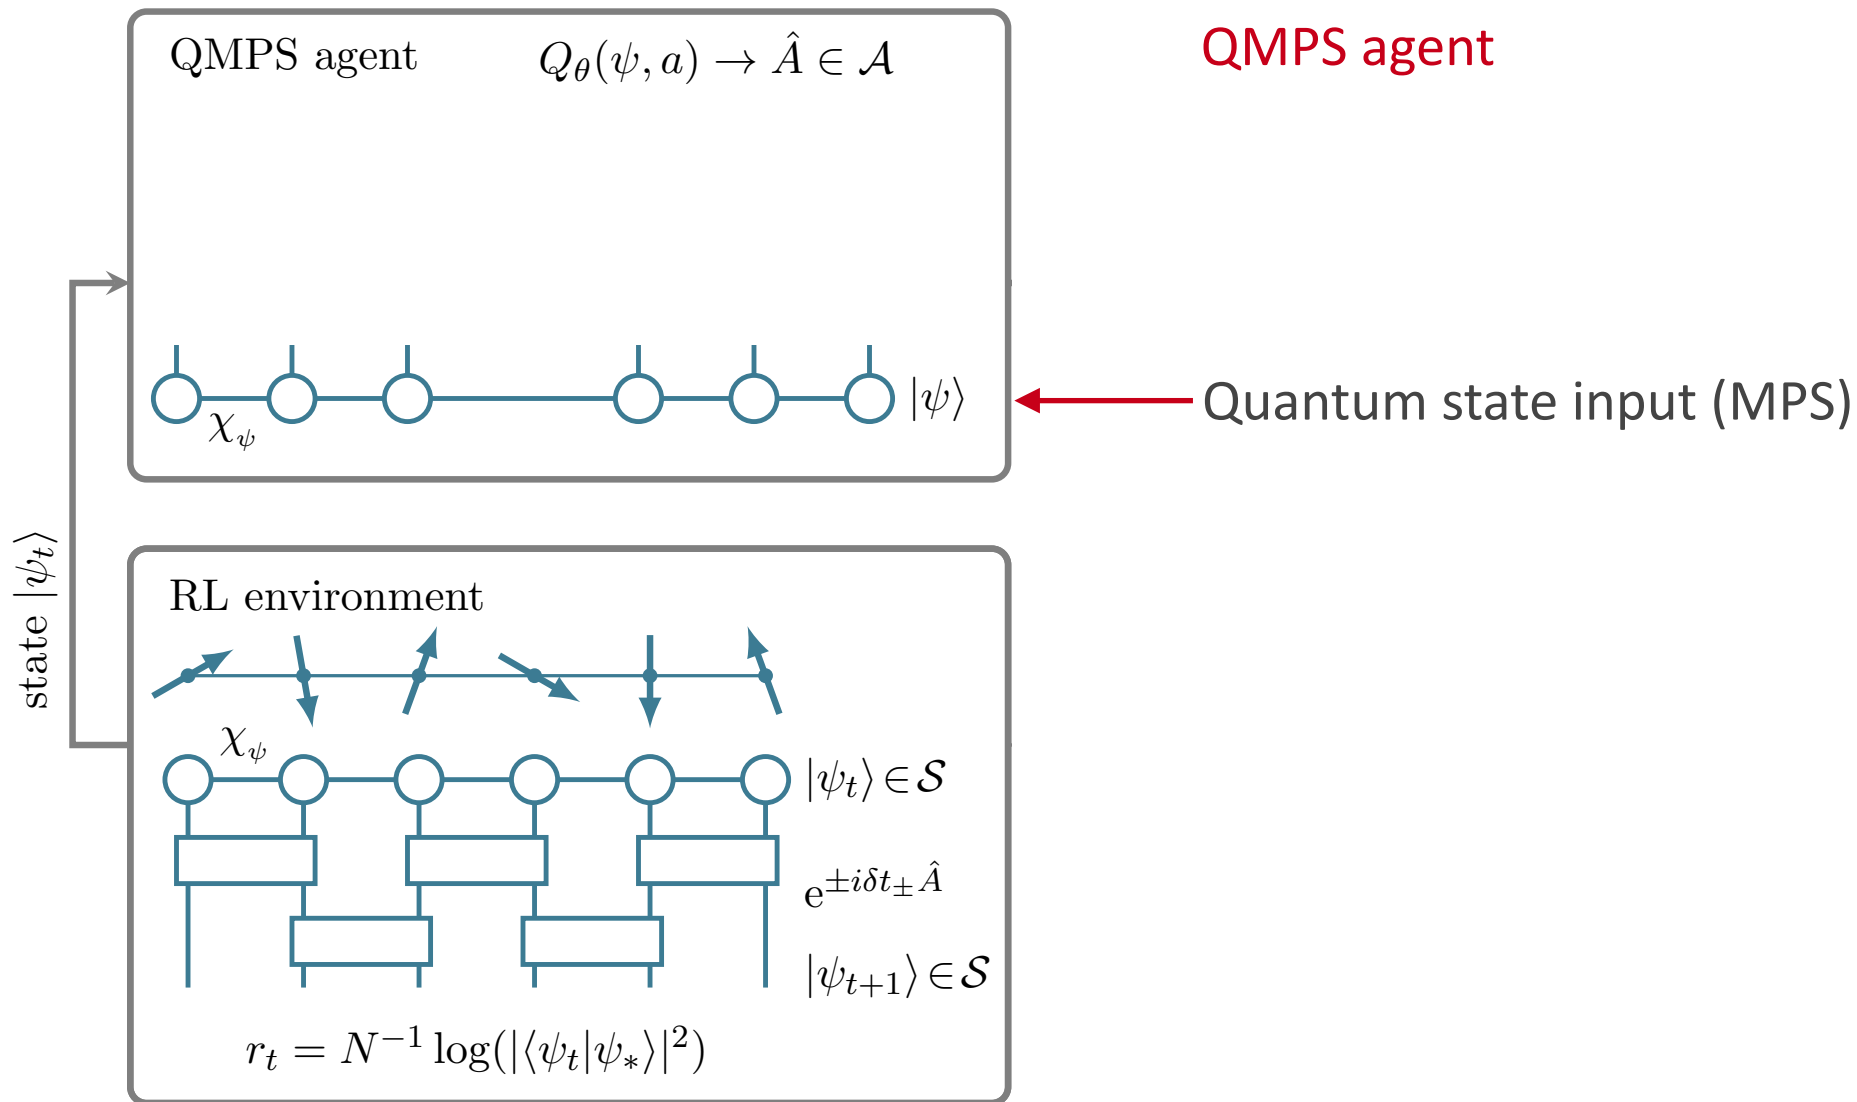 QMPS agent
Q_θ(ψ, a) → Â ∈ 𝒜
QMPS agent
|ψ⟩
χ_ψ
Quantum state input (MPS)
state |ψ_t⟩
RL environment
χ_ψ
|ψ_t⟩ ∈ 𝒮
e^{±iδt_± Â}
|ψ_{t+1}⟩ ∈ 𝒮
r_t = N^{−1} log(|⟨ψ_t|ψ_*⟩|^2)